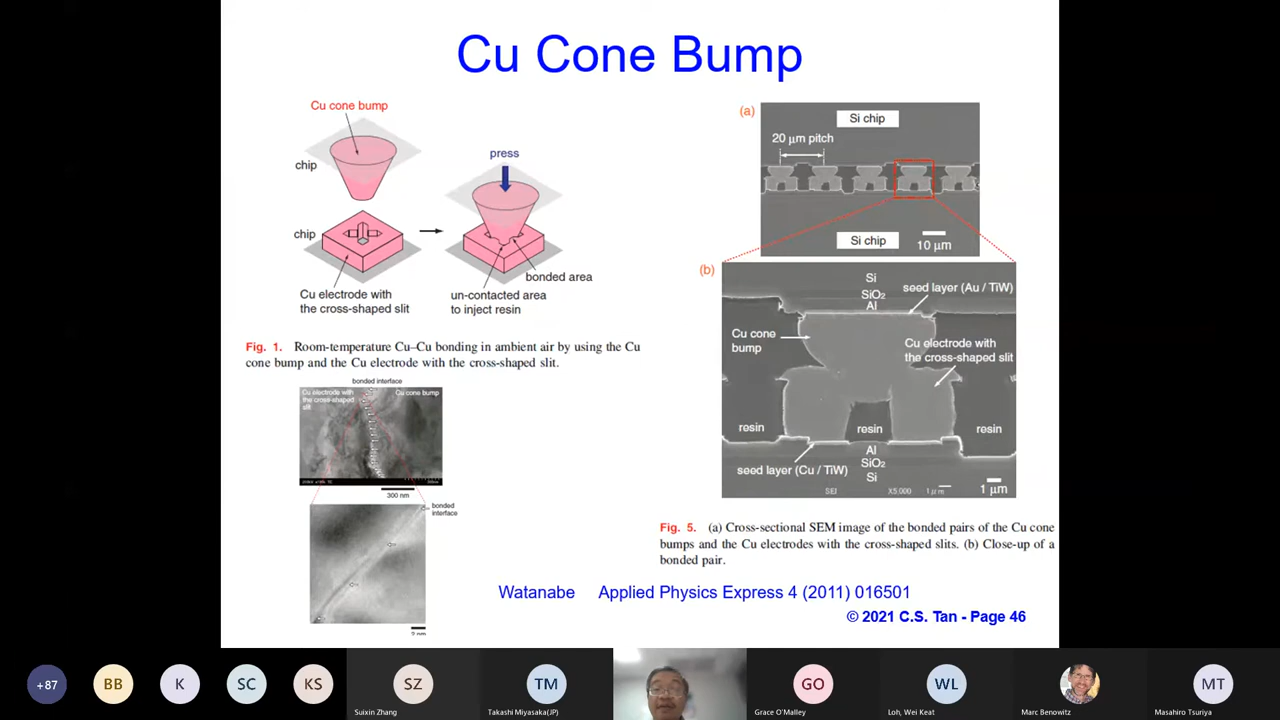 Cu Cone Bump
Cu cone bump
chip
press
chip
bonded area
Cu electrode with
the cross-shaped slit
un-contacted area
to inject resin
Fig. 1. Room-temperature Cu–Cu bonding in ambient air by using the Cu
cone bump and the Cu electrode with the cross-shaped slit.
bonded interface
Cu electrode with
the cross-shaped
slit
Cu cone bump
300 nm
bonded
interface
2 nm
(a)
Si chip
20 μm pitch
Si chip
10 μm
(b)
Si
SiO2
Al
seed layer (Au / TiW)
Cu cone
bump
Cu electrode with
the cross-shaped slit
resin
resin
resin
Al
SiO2
Si
seed layer (Cu / TiW)
SEI
X5,000
1μm
1 μm
Fig. 5. (a) Cross-sectional SEM image of the bonded pairs of the Cu cone
bumps and the Cu electrodes with the cross-shaped slits. (b) Close-up of a
bonded pair.
Watanabe Applied Physics Express 4 (2011) 016501
© 2021 C.S. Tan - Page 46
+87
BB
K
SC
KS
SZ
Suixin Zhang
TM
Takashi Miyasaka(JP)
GO
Grace O'Malley
WL
Loh, Wei Keat
Marc Benowitz
MT
Masahiro Tsuriya